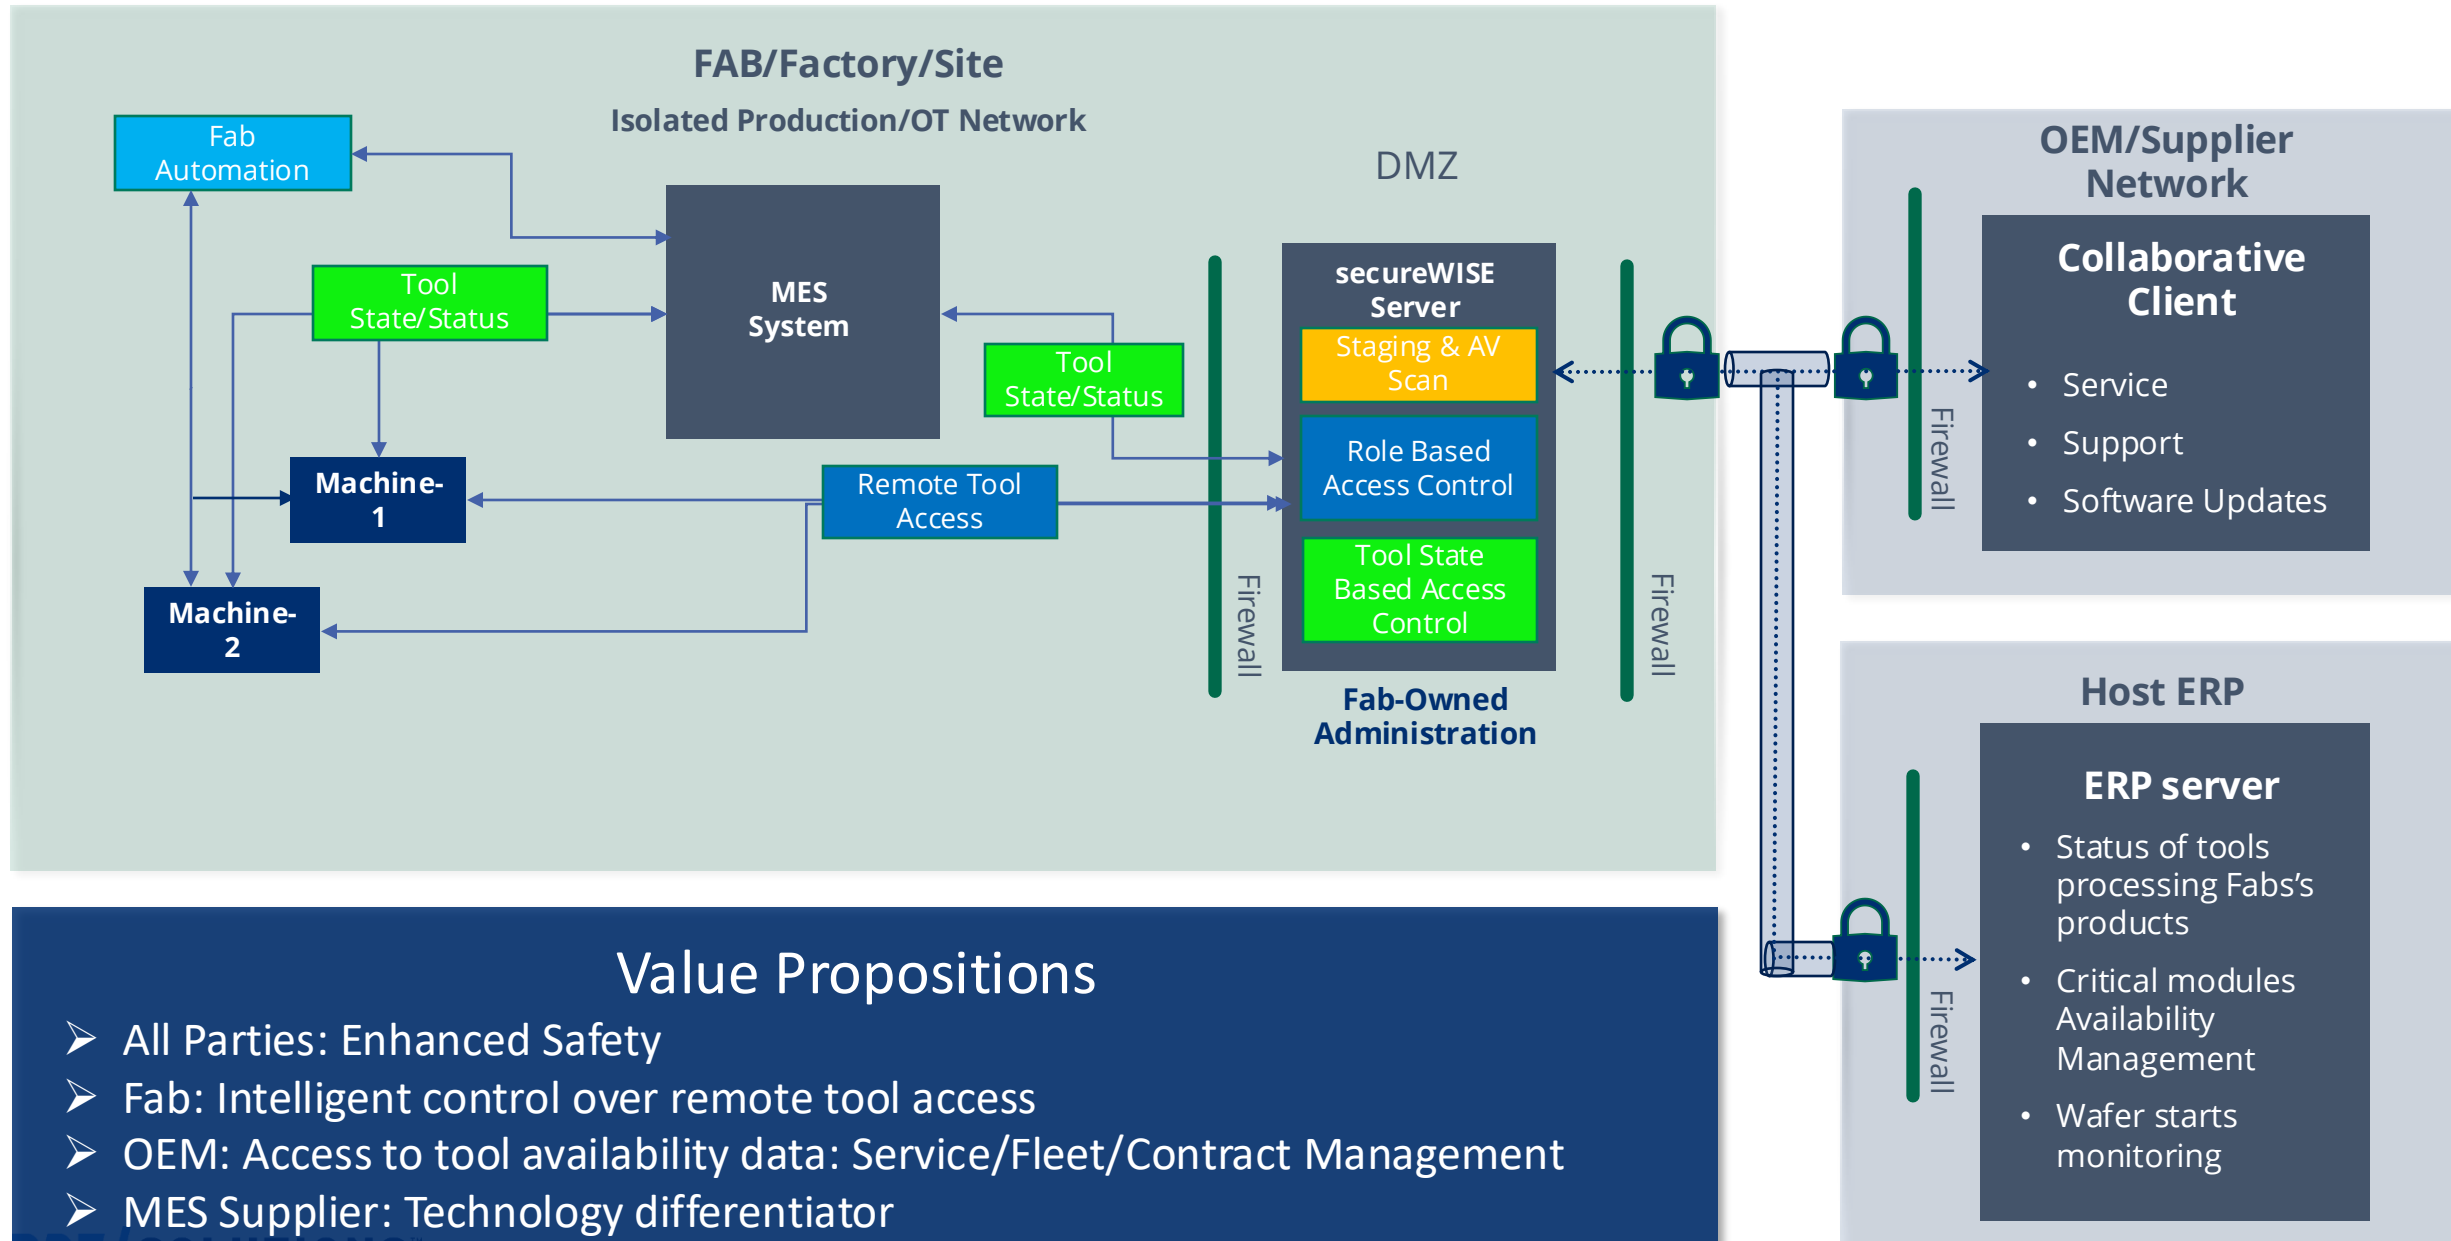 FAB/Factory/Site
Isolated Production/OT Network
Fab
Automation
DMZ
Tool
State/Status
MES
System
Tool
State/Status
Machine-
1
Remote Tool
Access
Machine-
2
Firewall
secureWISE
Server
Staging & AV
Scan
Role Based
Access Control
Tool State
Based Access
Control
Fab-Owned
Administration
Firewall
OEM/Supplier
Network
Firewall
Collaborative
Client
• Service
• Support
• Software Updates
Host ERP
Firewall
ERP server
• Status of tools
processing Fabs’s
products
• Critical modules
Availability
Management
• Wafer starts
monitoring
Value Propositions
➢ All Parties: Enhanced Safety
➢ Fab: Intelligent control over remote tool access
➢ OEM: Access to tool availability data: Service/Fleet/Contract Management
➢ MES Supplier: Technology differentiator